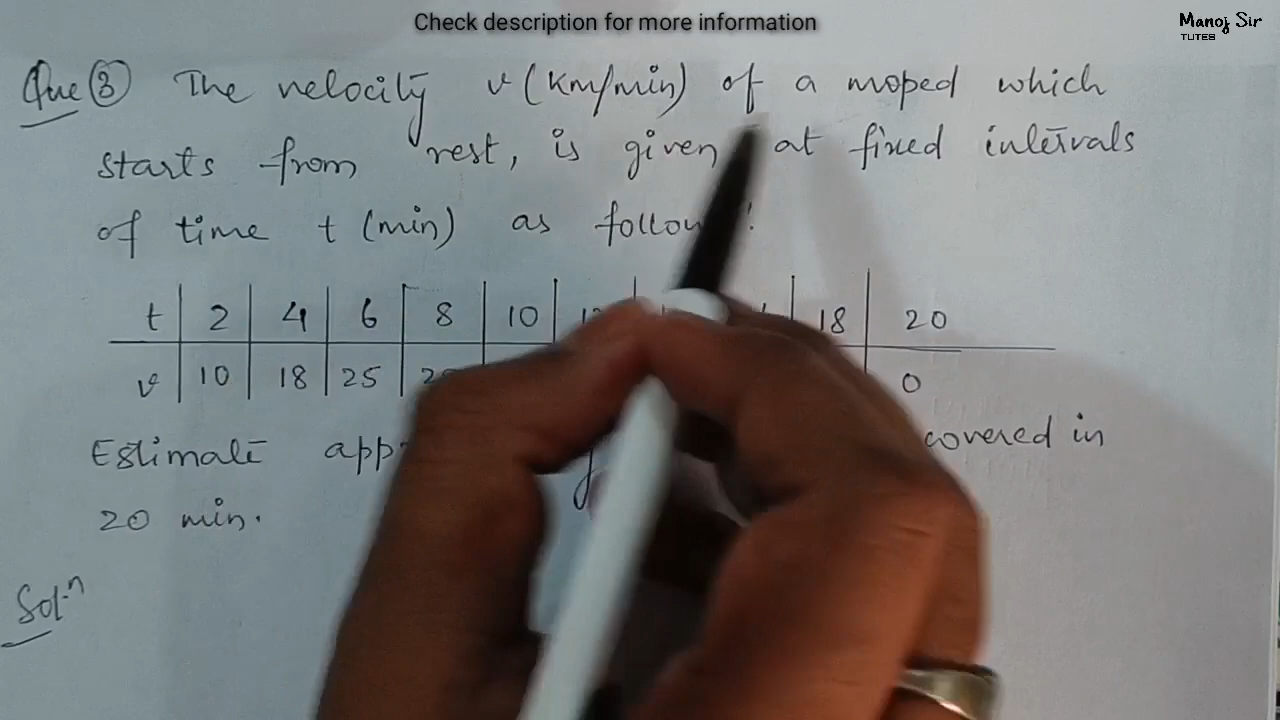 Check description for more information
Manoj Sir
TUTES
Que ③ The velocity v (Km/min) of a moped which
starts from rest, is given at fixed intervals
of time t (min) as
t 2 4 6 8 10 18 20
v 10 18 25 0
Estimate covered in
20 min.
Sol.n